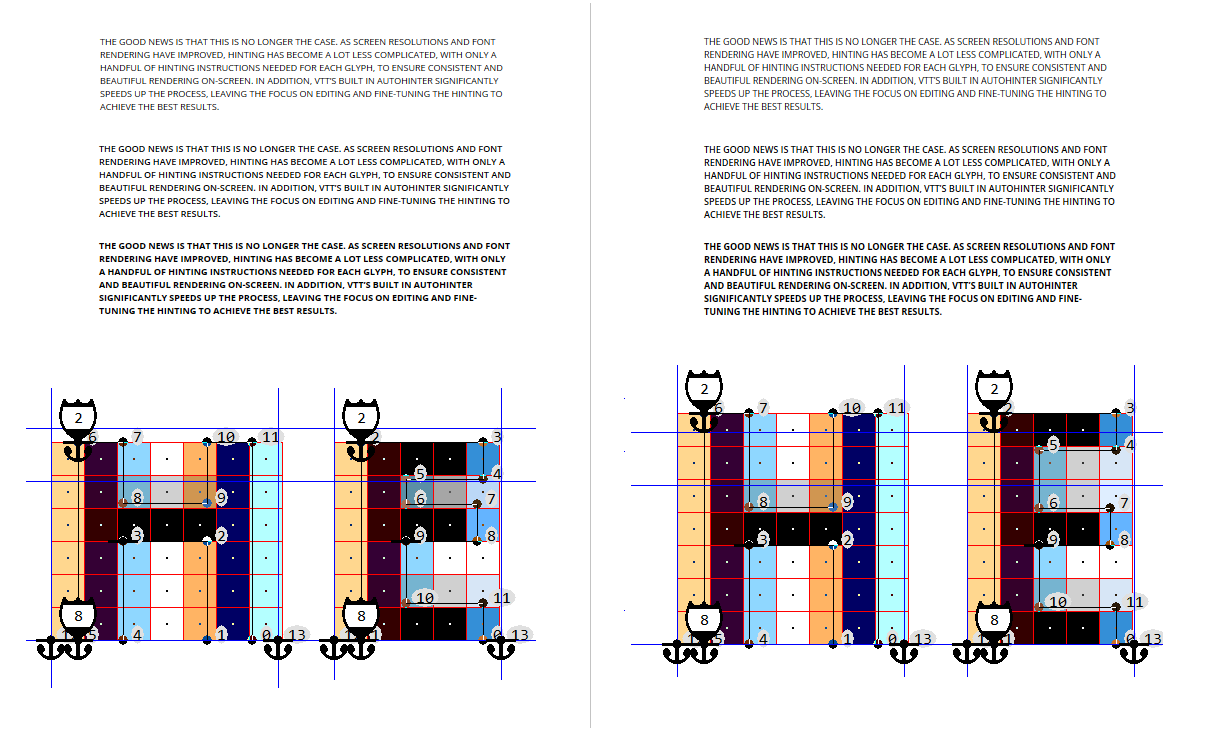 THE GOOD NEWS IS THAT THIS IS NO LONGER THE CASE. AS SCREEN RESOLUTIONS AND FONT
RENDERING HAVE IMPROVED, HINTING HAS BECOME A LOT LESS COMPLICATED, WITH ONLY A
HANDFUL OF HINTING INSTRUCTIONS NEEDED FOR EACH GLYPH, TO ENSURE CONSISTENT AND
BEAUTIFUL RENDERING ON-SCREEN. IN ADDITION, VTT'S BUILT IN AUTOHINTER SIGNIFICANTLY
SPEEDS UP THE PROCESS, LEAVING THE FOCUS ON EDITING AND FINE-TUNING THE HINTING TO
ACHIEVE THE BEST RESULTS.
THE GOOD NEWS IS THAT THIS IS NO LONGER THE CASE. AS SCREEN RESOLUTIONS AND FONT
RENDERING HAVE IMPROVED, HINTING HAS BECOME A LOT LESS COMPLICATED, WITH ONLY A
HANDFUL OF HINTING INSTRUCTIONS NEEDED FOR EACH GLYPH, TO ENSURE CONSISTENT AND
BEAUTIFUL RENDERING ON-SCREEN. IN ADDITION, VTT'S BUILT IN AUTOHINTER SIGNIFICANTLY
SPEEDS UP THE PROCESS, LEAVING THE FOCUS ON EDITING AND FINE-TUNING THE HINTING TO
ACHIEVE THE BEST RESULTS.
THE GOOD NEWS IS THAT THIS IS NO LONGER THE CASE. AS SCREEN RESOLUTIONS AND FONT
RENDERING HAVE IMPROVED, HINTING HAS BECOME A LOT LESS COMPLICATED, WITH ONLY
A HANDFUL OF HINTING INSTRUCTIONS NEEDED FOR EACH GLYPH, TO ENSURE CONSISTENT
AND BEAUTIFUL RENDERING ON-SCREEN. IN ADDITION, VTT'S BUILT IN AUTOHINTER
SIGNIFICANTLY SPEEDS UP THE PROCESS, LEAVING THE FOCUS ON EDITING AND FINE-
TUNING THE HINTING TO ACHIEVE THE BEST RESULTS.
2
6 7 10 11
8 9
3 2
8
5 4 1 0 13
2
2 3
5 4
6 7
9 8
10 11
8
0 13
THE GOOD NEWS IS THAT THIS IS NO LONGER THE CASE. AS SCREEN RESOLUTIONS AND FONT
RENDERING HAVE IMPROVED, HINTING HAS BECOME A LOT LESS COMPLICATED, WITH ONLY A
HANDFUL OF HINTING INSTRUCTIONS NEEDED FOR EACH GLYPH, TO ENSURE CONSISTENT AND
BEAUTIFUL RENDERING ON-SCREEN. IN ADDITION, VTT'S BUILT IN AUTOHINTER SIGNIFICANTLY
SPEEDS UP THE PROCESS, LEAVING THE FOCUS ON EDITING AND FINE-TUNING THE HINTING TO
ACHIEVE THE BEST RESULTS.
THE GOOD NEWS IS THAT THIS IS NO LONGER THE CASE. AS SCREEN RESOLUTIONS AND FONT
RENDERING HAVE IMPROVED, HINTING HAS BECOME A LOT LESS COMPLICATED, WITH ONLY A
HANDFUL OF HINTING INSTRUCTIONS NEEDED FOR EACH GLYPH, TO ENSURE CONSISTENT AND
BEAUTIFUL RENDERING ON-SCREEN. IN ADDITION, VTT'S BUILT IN AUTOHINTER SIGNIFICANTLY
SPEEDS UP THE PROCESS, LEAVING THE FOCUS ON EDITING AND FINE-TUNING THE HINTING TO
ACHIEVE THE BEST RESULTS.
THE GOOD NEWS IS THAT THIS IS NO LONGER THE CASE. AS SCREEN RESOLUTIONS AND FONT
RENDERING HAVE IMPROVED, HINTING HAS BECOME A LOT LESS COMPLICATED, WITH ONLY
A HANDFUL OF HINTING INSTRUCTIONS NEEDED FOR EACH GLYPH, TO ENSURE CONSISTENT
AND BEAUTIFUL RENDERING ON-SCREEN. IN ADDITION, VTT'S BUILT IN AUTOHINTER
SIGNIFICANTLY SPEEDS UP THE PROCESS, LEAVING THE FOCUS ON EDITING AND FINE-
TUNING THE HINTING TO ACHIEVE THE BEST RESULTS.
2
6 7 10 11
8 9
3 2
8
5 4 1 0 13
2
2 3
5 4
6 7
9 8
10 11
8
0 13